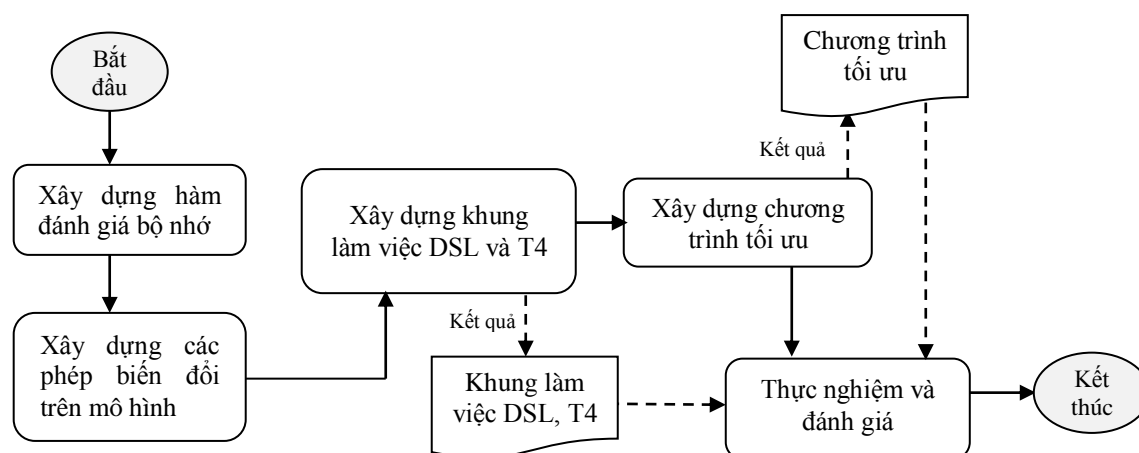 Bắt
đầu
Xây dựng hàm
đánh giá bộ nhớ
Xây dựng các
phép biến đổi
trên mô hình
Xây dựng khung
làm việc DSL và T4
Kết quả
Khung làm
việc DSL, T4
Xây dựng chương
trình tối ưu
Kết quả
Chương trình
tối ưu
Thực nghiệm và
đánh giá
Kết
thúc